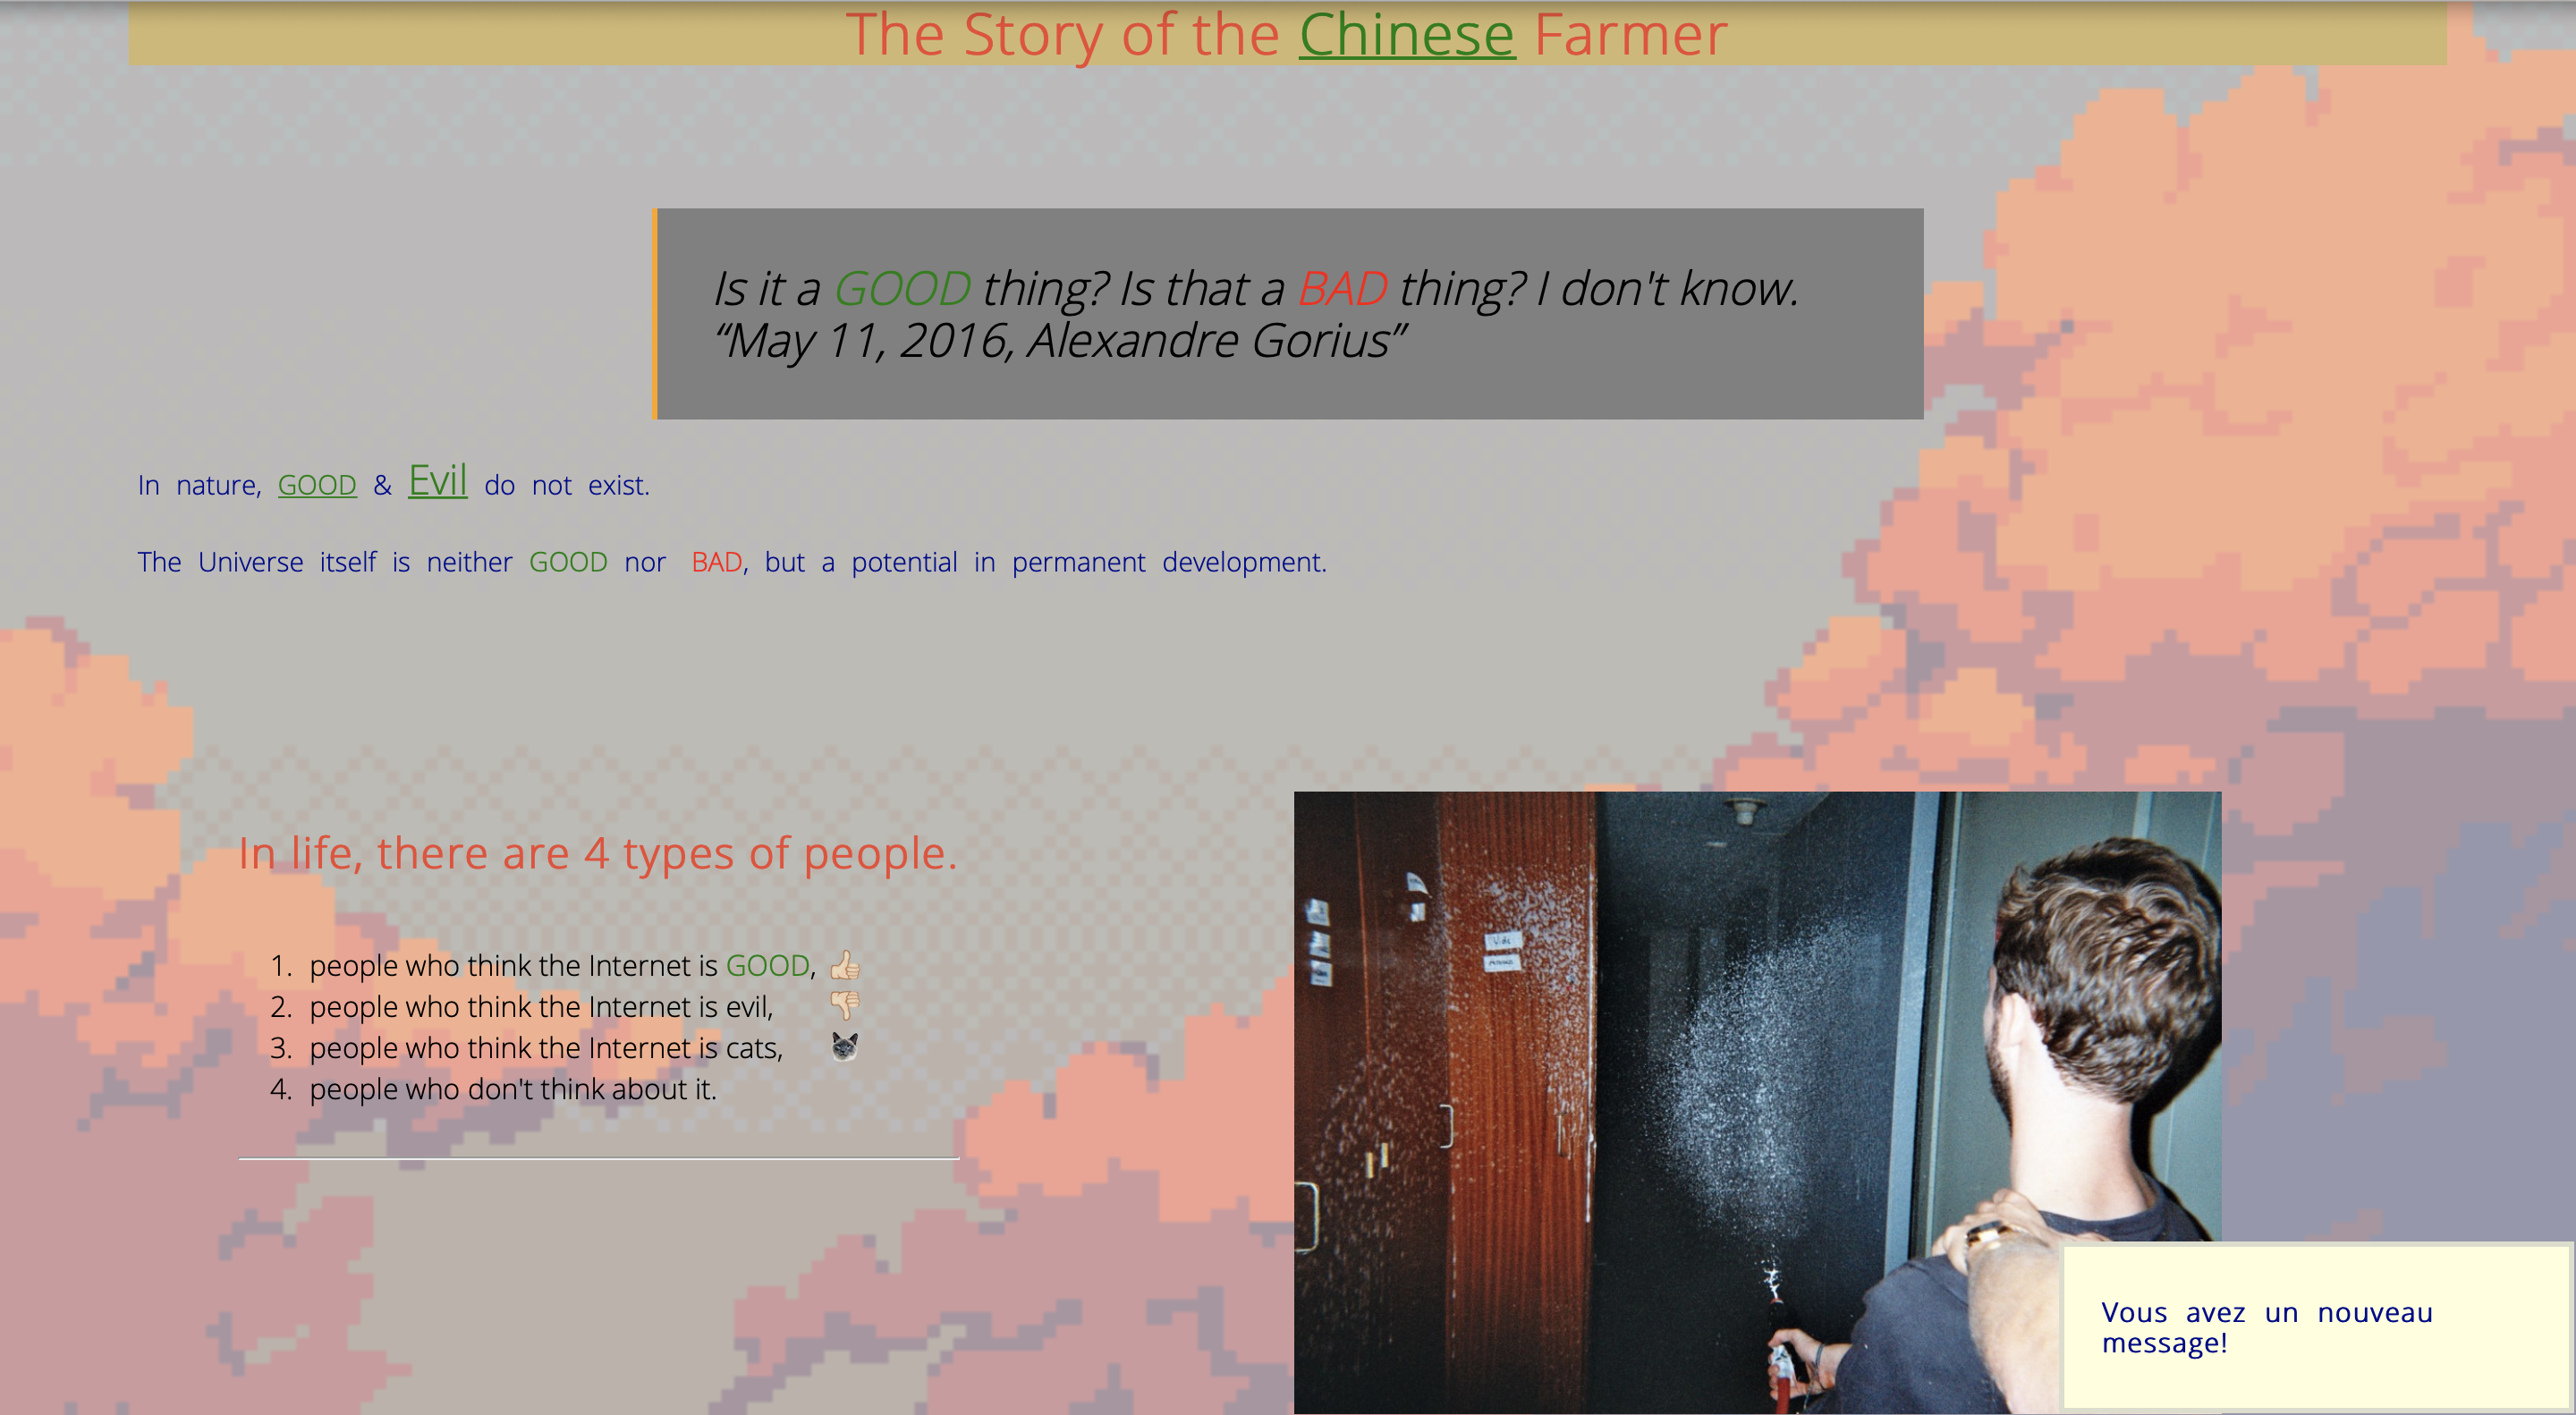 The Story of the Chinese Farmer
Is it a GOOD thing? Is that a BAD thing? I don't know.
“May 11, 2016, Alexandre Gorius”
In nature, GOOD & Evil do not exist.
The Universe itself is neither GOOD nor BAD, but a potential in permanent development.
In life, there are 4 types of people.
1. people who think the Internet is GOOD, 👍🏻
2. people who think the Internet is evil, 👎🏻
3. people who think the Internet is cats,
4. people who don't think about it.
Vous avez un nouveau
message!